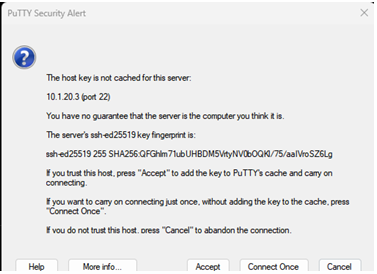 PuTTY Security Alert
The host key is not cached for this server:
10.1.20.3 (port 22)
You have no guarantee that the server is the computer you think it is.
The server's ssh-ed25519 key fingerprint is:
ssh-ed25519 255 SHA256:QFGhlm71ubUHBDM5VityNV0bOQKl/75/aalVroSZ6Lg
If you trust this host, press "Accept" to add the key to PuTTY's cache and carry on
connecting.
If you want to carry on connecting just once, without adding the key to the cache, press
"Connect Once".
If you do not trust this host, press "Cancel" to abandon the connection.
Help More info... Accept Connect Once Cancel